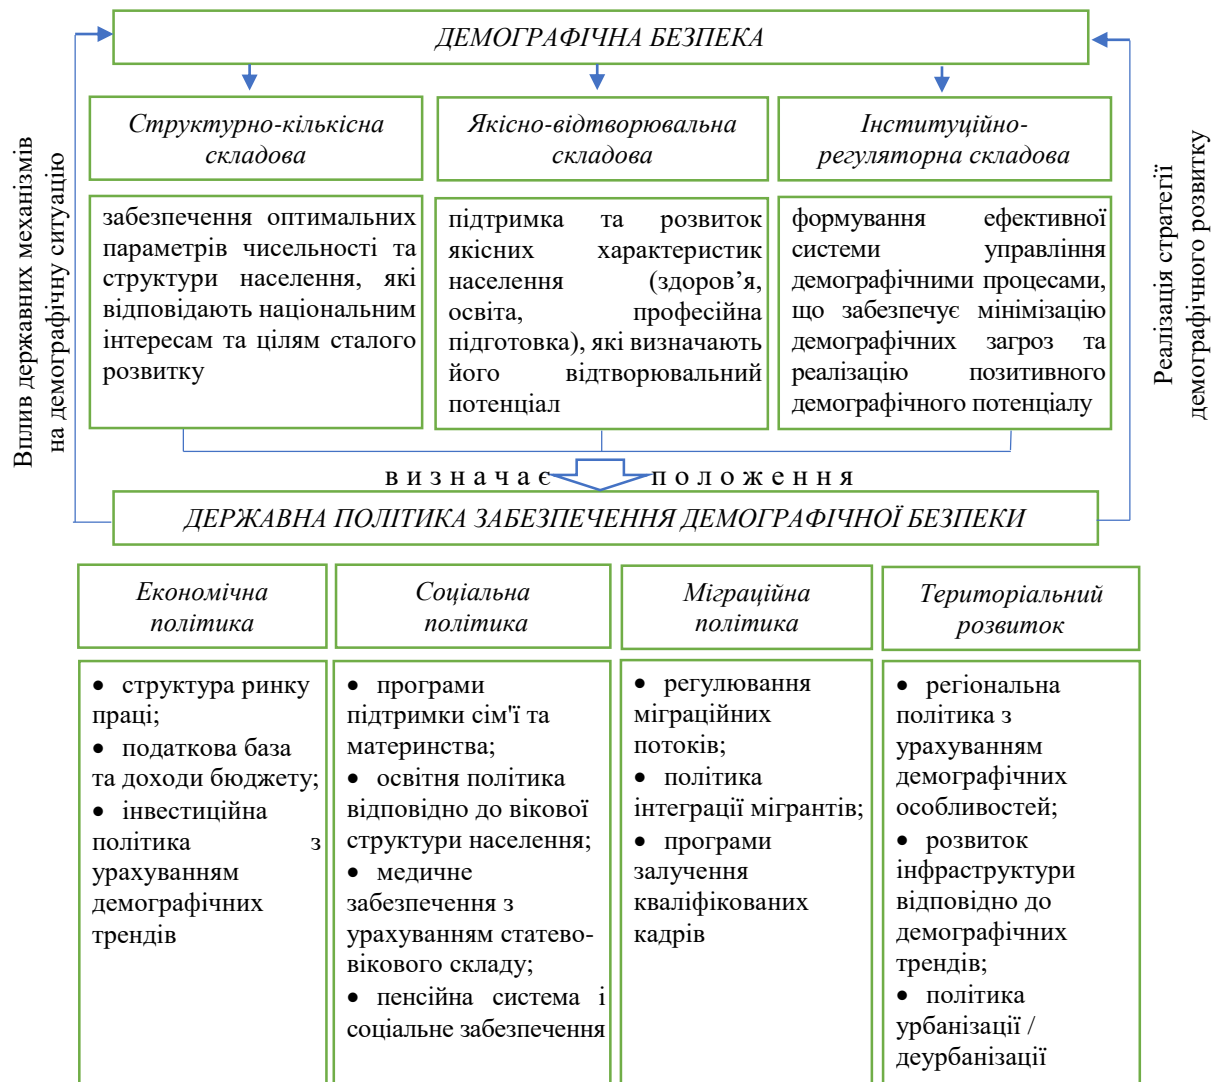 ДЕМОГРАФІЧНА БЕЗПЕКА
Структурно-кількісна
складова
Якісно-відтворювальна
складова
Інституційно-
регуляторна складова
забезпечення оптимальних
параметрів чисельності та
структури населення, які
відповідають національним
інтересам та цілям сталого
розвитку
підтримка та розвиток
якісних характеристик
населення (здоров’я,
освіта, професійна
підготовка), які визначають
його відтворювальний
потенціал
формування ефективної
системи управління
демографічними процесами,
що забезпечує мінімізацію
демографічних загроз та
реалізацію позитивного
демографічного потенціалу
Вплив державних механізмів
на демографічну ситуацію
Реалізація стратегії
демографічного розвитку
визначає положення
ДЕРЖАВНА ПОЛІТИКА ЗАБЕЗПЕЧЕННЯ ДЕМОГРАФІЧНОЇ БЕЗПЕКИ
Економічна
політика
Соціальна
політика
Міграційна
політика
Територіальний
розвиток
• структура ринку
праці;
• податкова база
та доходи бюджету;
• інвестиційна
політика з
урахуванням
демографічних
трендів
• програми
підтримки сім'ї та
материнства;
• освітня політика
відповідно до вікової
структури населення;
• медичне
забезпечення з
урахуванням статево-
вікового складу;
• пенсійна система і
соціальне забезпечення
• регулювання
міграційних
потоків;
• політика
інтеграції мігрантів;
• програми
залучення
кваліфікованих
кадрів
• регіональна
політика з
урахуванням
демографічних
особливостей;
• розвиток
інфраструктури
відповідно до
демографічних
трендів;
• політика
урбанізації /
деурбанізації